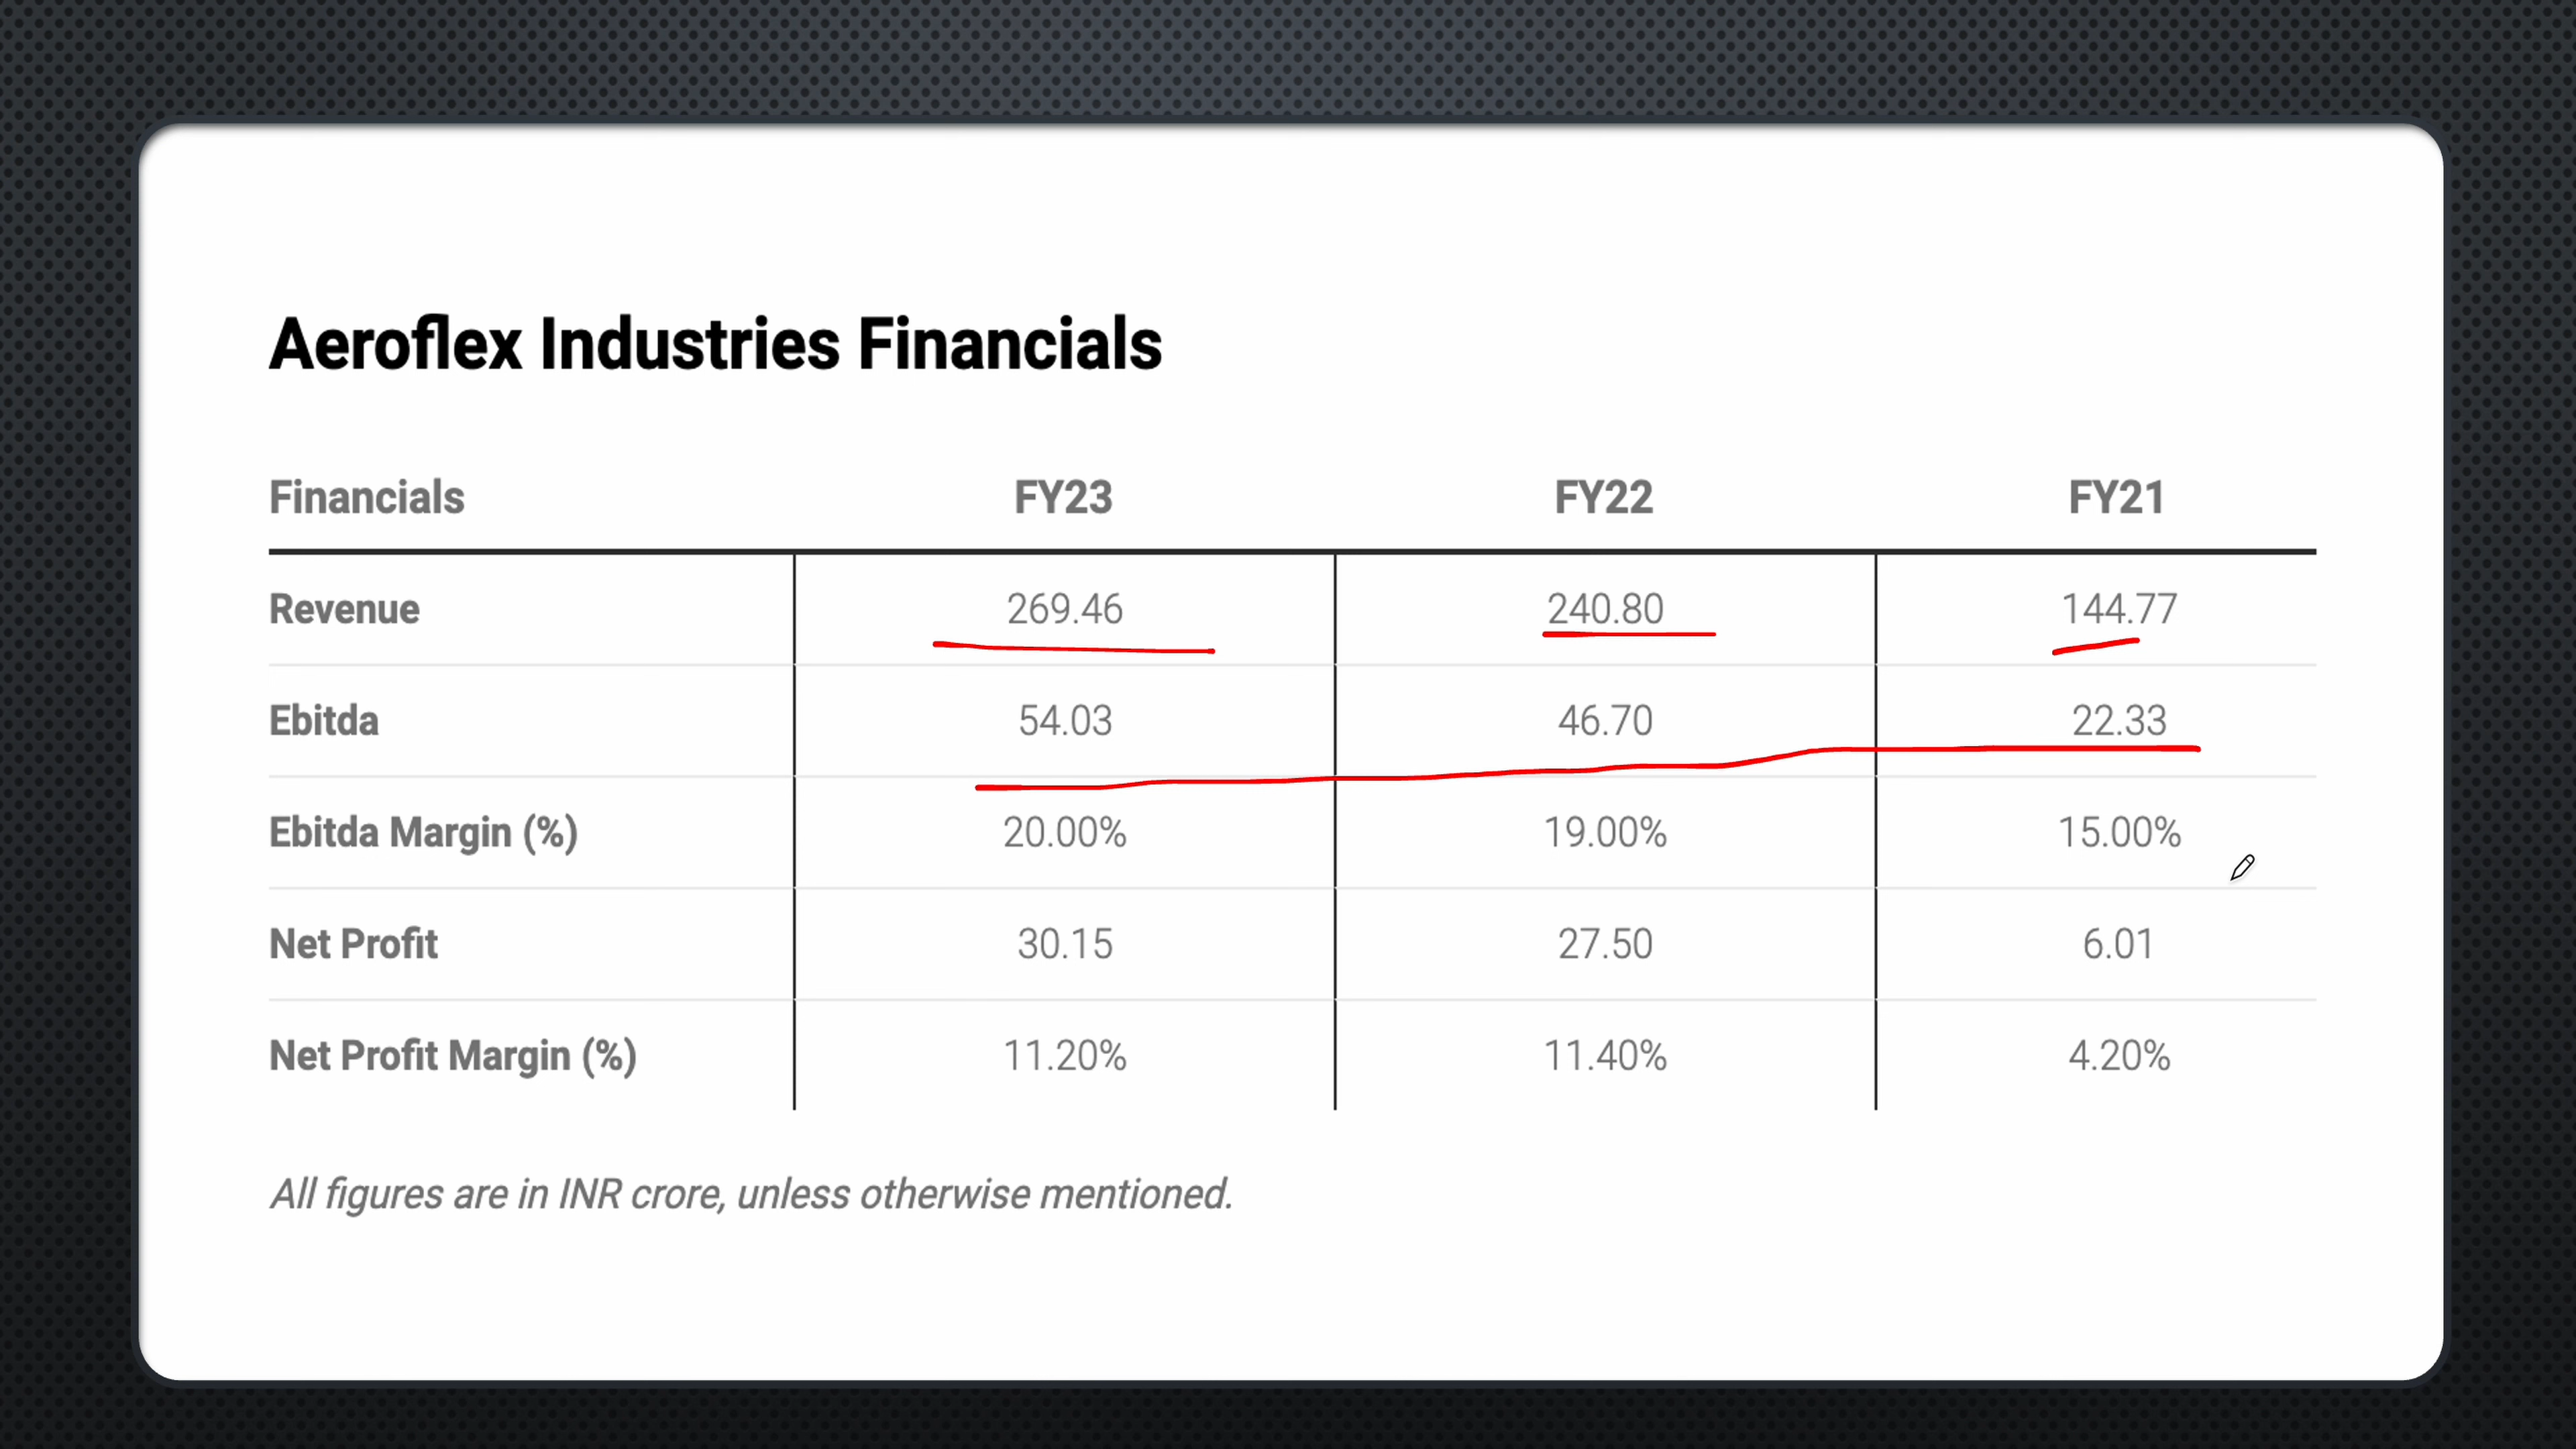 Aeroflex Industries Financials
Financials FY23 FY22 FY21
Revenue 269.46 240.80 144.77
Ebitda 54.03 46.70 22.33
Ebitda Margin (%) 20.00% 19.00% 15.00%
Net Profit 30.15 27.50 6.01
Net Profit Margin (%) 11.20% 11.40% 4.20%
All figures are in INR crore, unless otherwise mentioned.